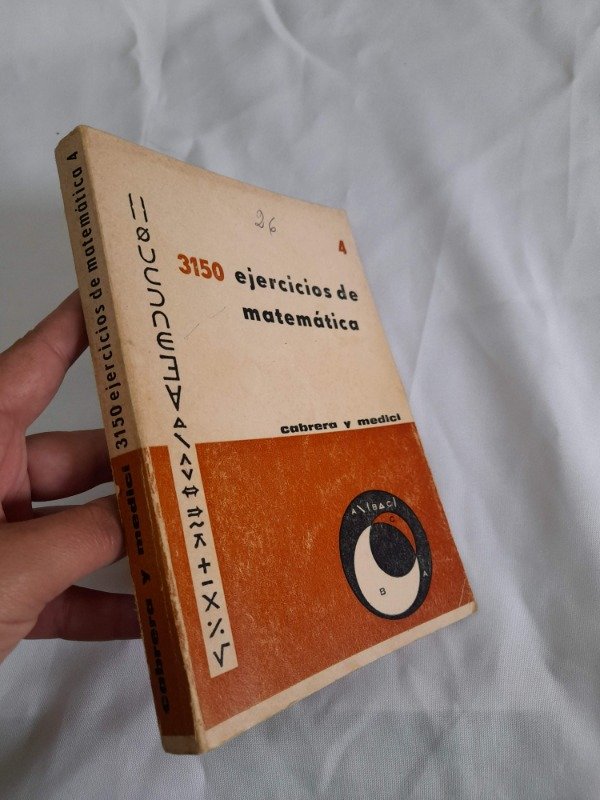 3150 ejercicios de matemática 4
cabrera y medici
26
4
3150 ejercicios de
matemática
cabrera y medici
C
B
A
+
−
×
√